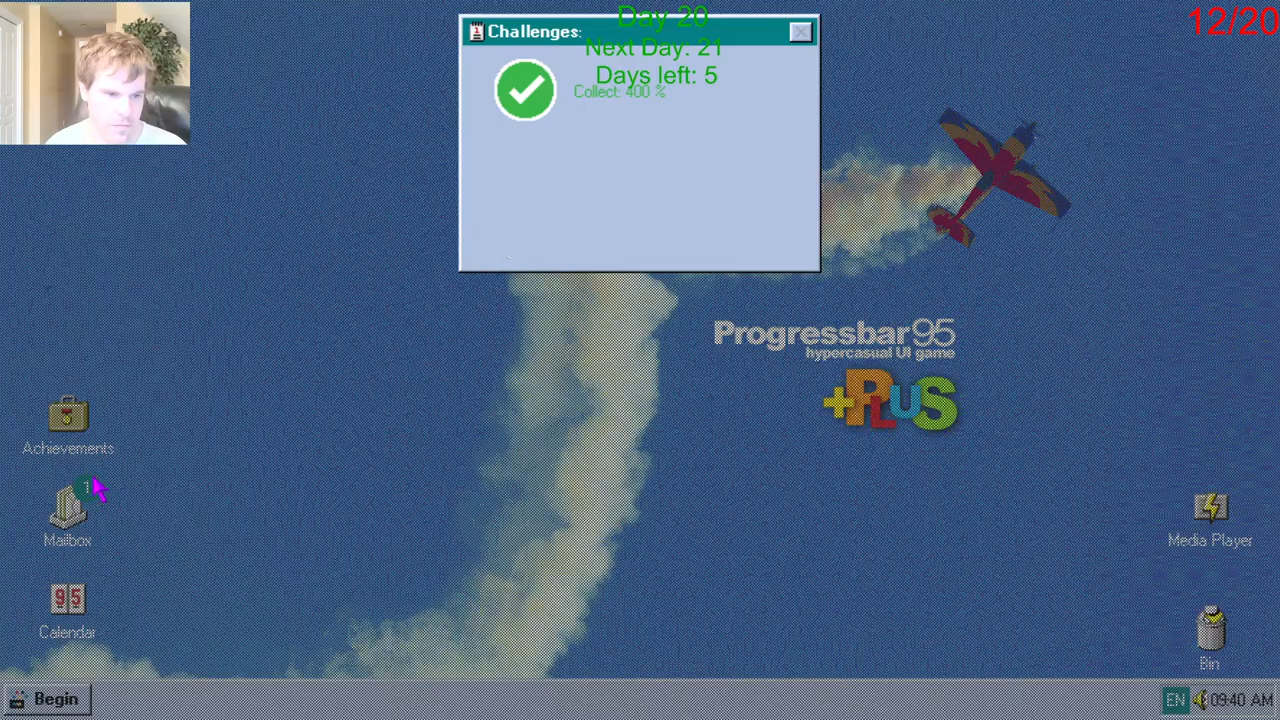 12/20
Day 20
Challenges:
Next Day: 21
Days left: 5
Collect: 400 %
Progressbar95
hypercasual UI game
+PLUS
Achievements
1
Mailbox
Media Player
95
Calendar
Bin
Begin
EN
09:40 AM